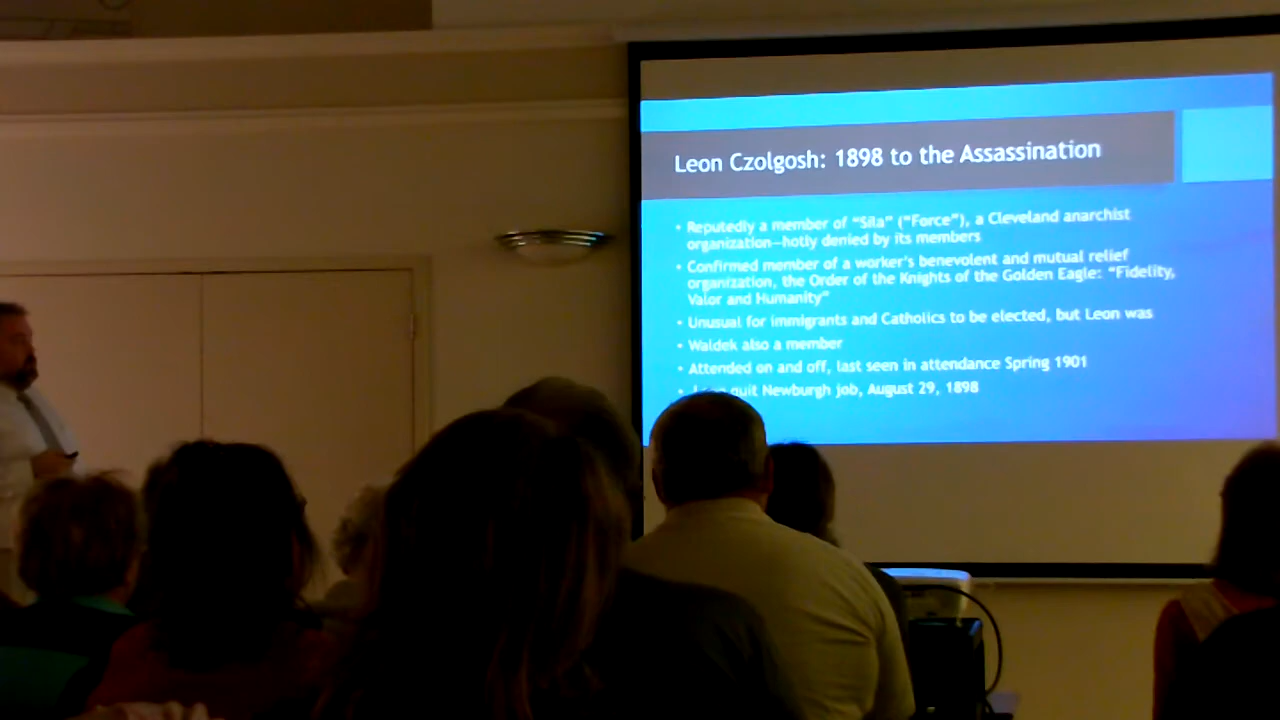 Leon Czolgosh: 1898 to the Assassination
• Reputedly a member of "Sila" ("Force"), a Cleveland anarchist
organization—hotly denied by its members
• Confirmed member of a worker's benevolent and mutual relief
organization, the Order of the Knights of the Golden Eagle: "Fidelity,
Valor and Humanity"
• Unusual for immigrants and Catholics to be elected, but Leon was
• Waldek also a member
• Attended on and off, last seen in attendance Spring 1901
• quit Newburgh job, August 29, 1898